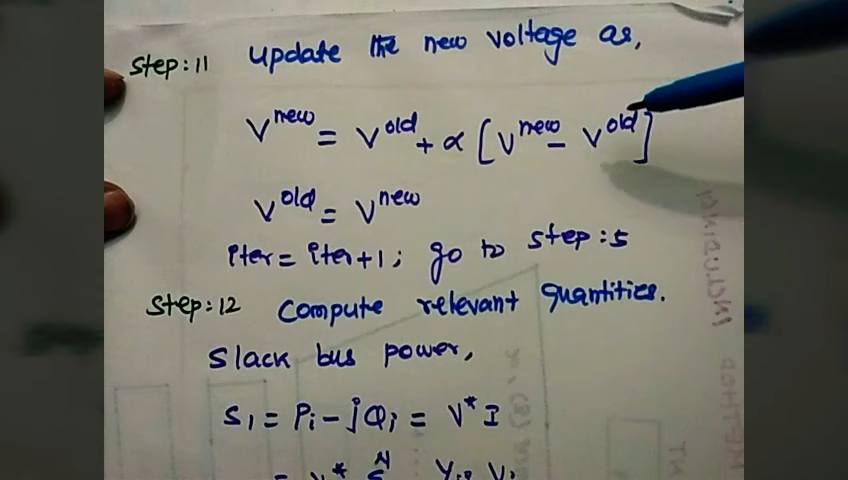 Step:11 Update the new voltage as,
V^new = V^old + α [V^new - V^old]
V^old = V^new
iter = iter+1; go to step:5
Step:12 Compute relevant quantities.
Slack bus power,
S1 = Pi - jQi = V* I
= V* Σ^N